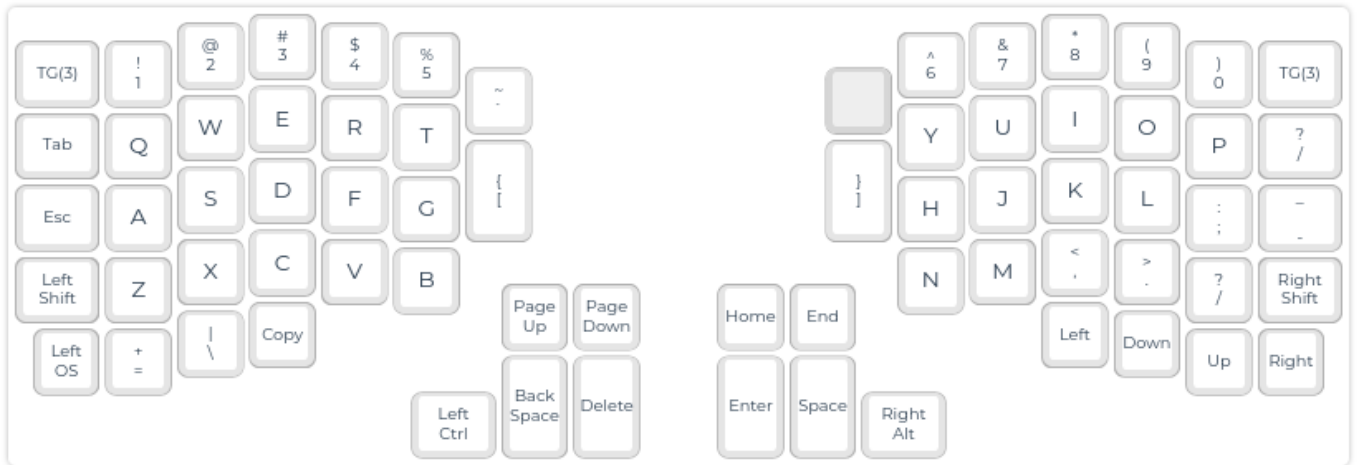 TG(3)
!
1
@
2
#
3
$
4
%
5
~
`
^
6
&
7
*
8
(
9
)
0
TG(3)
Tab
Q
W
E
R
T
{
[
}
]
Y
U
I
O
P
?
/
Esc
A
S
D
F
G
H
J
K
L
:
;
_
-
Left
Shift
Z
X
C
V
B
N
M
<
,
>
.
?
/
Right
Shift
Left
OS
+
=
|
\
Copy
Page
Up
Page
Down
Home
End
Left
Down
Up
Right
Left
Ctrl
Back
Space
Delete
Enter
Space
Right
Alt